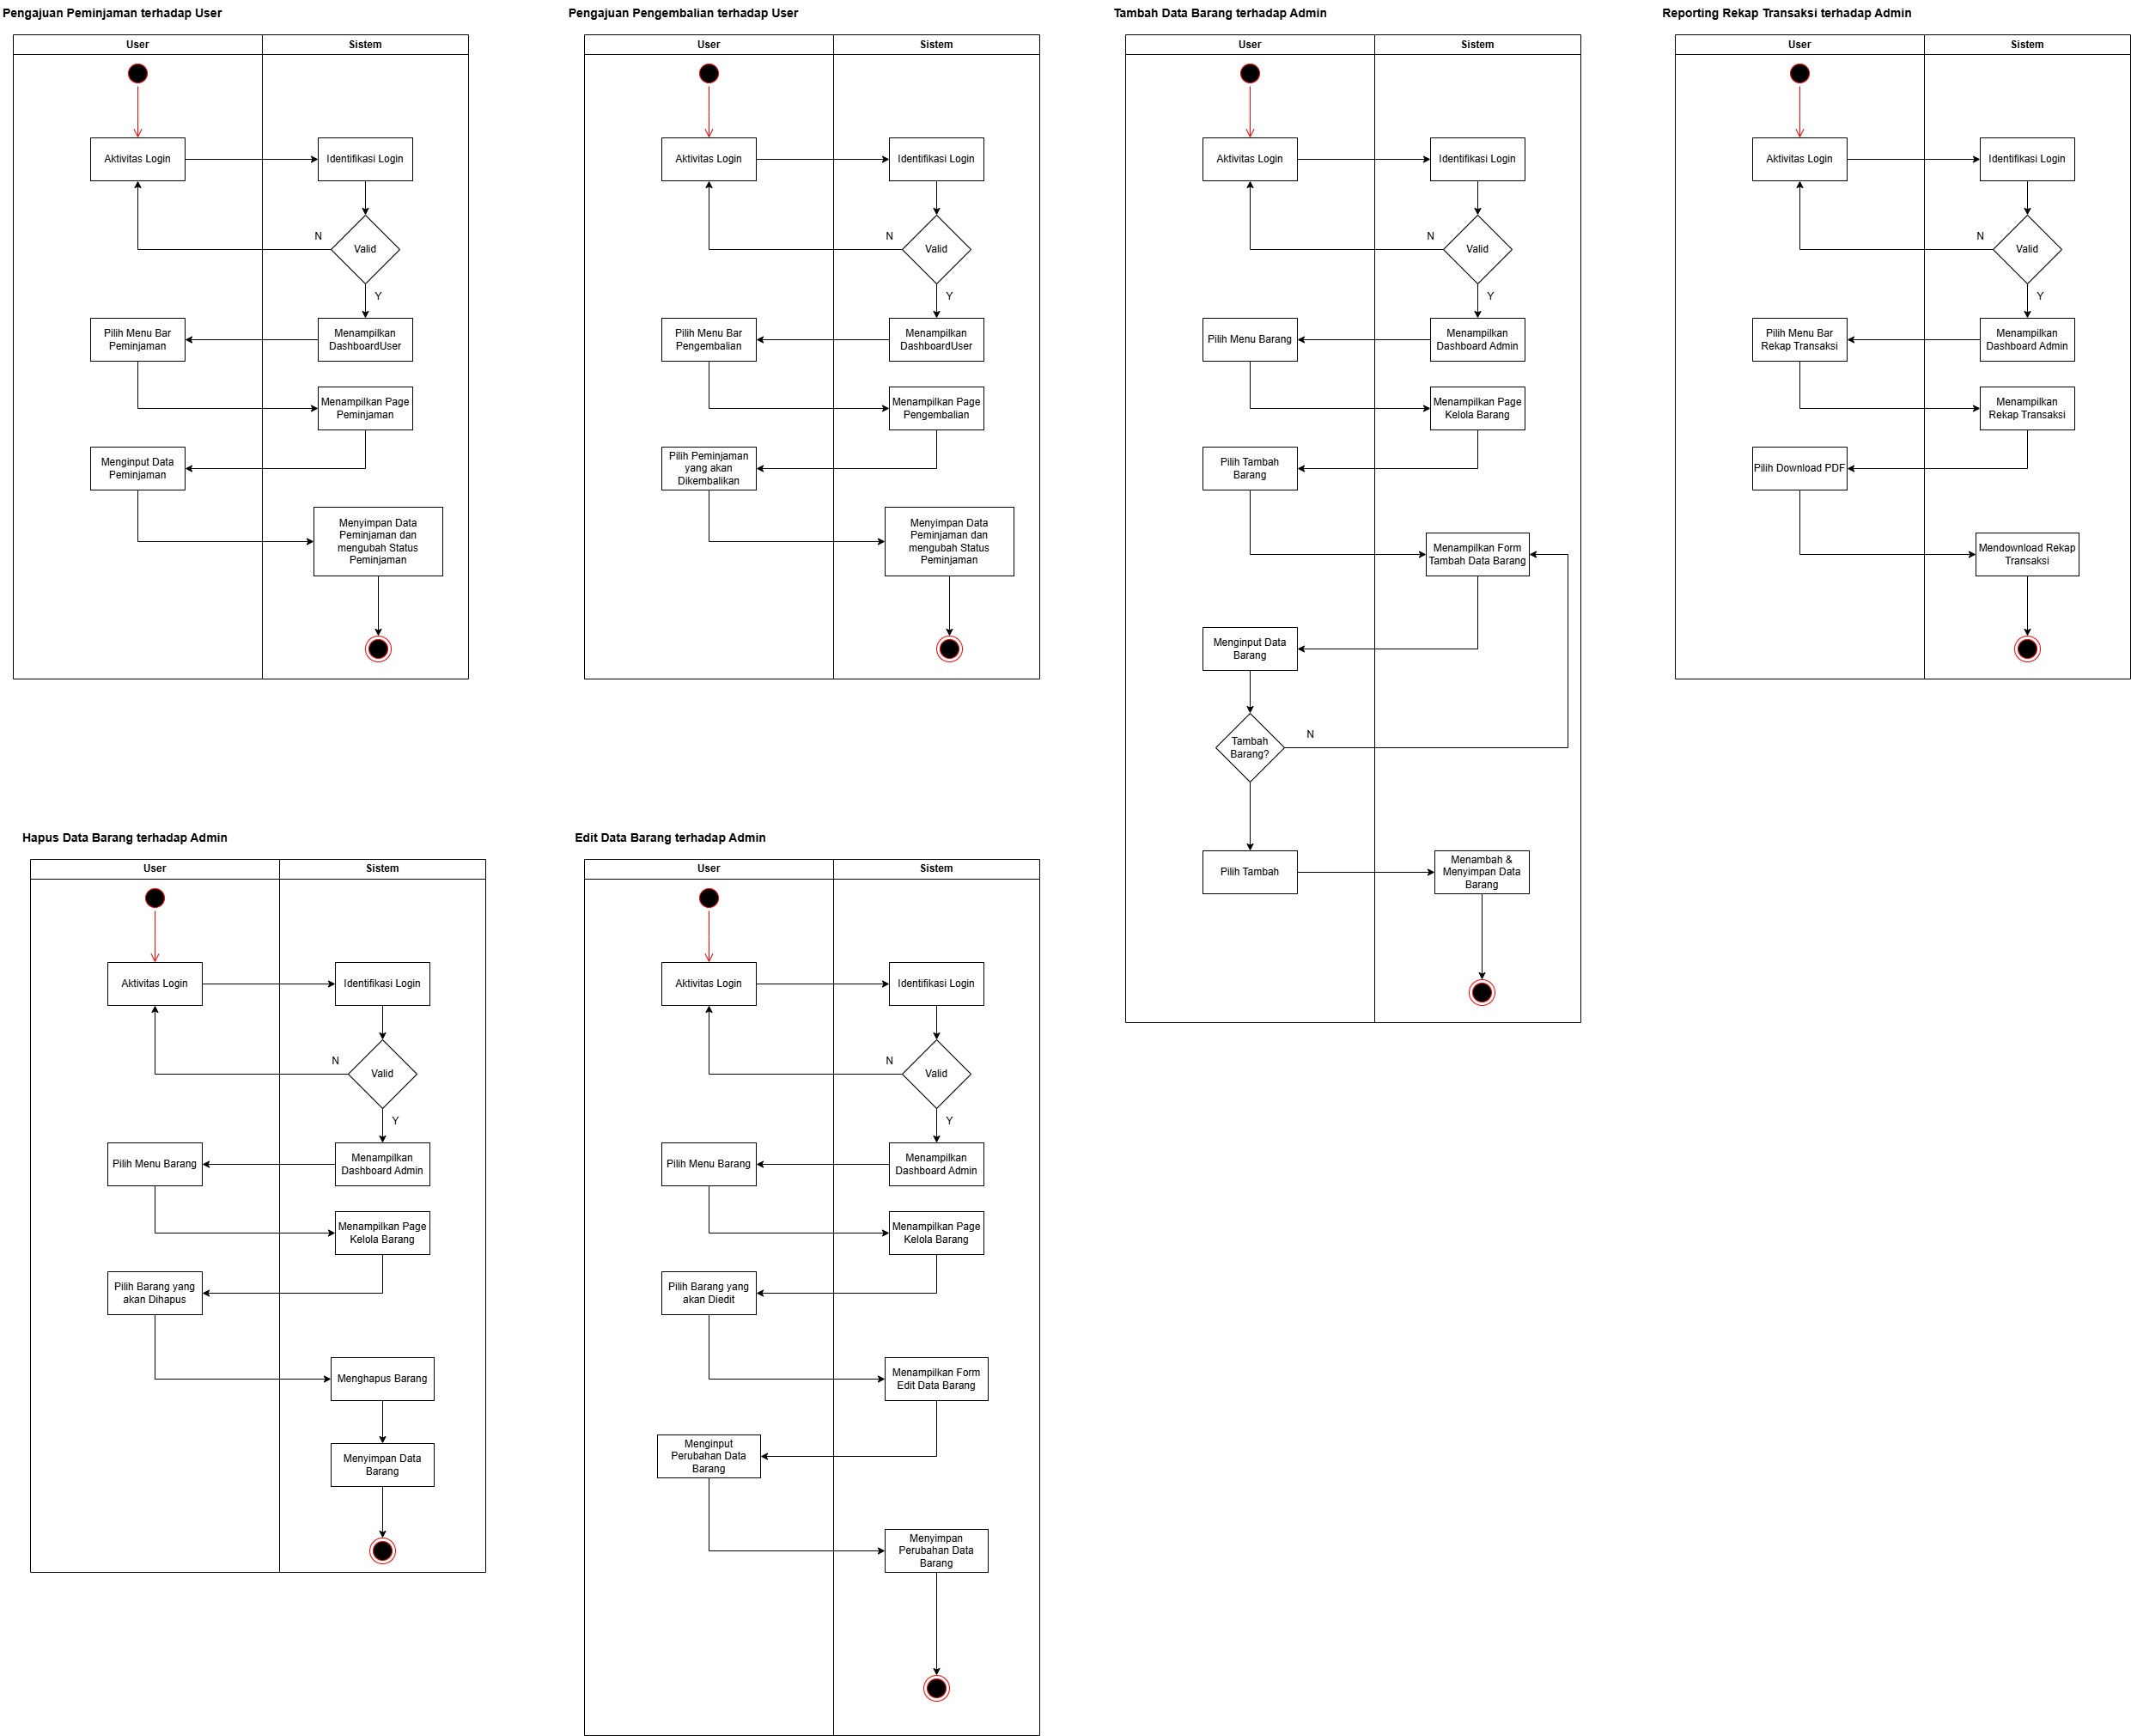 Pengajuan Peminjaman terhadap User
User
Sistem
Aktivitas Login
Identifikasi Login
N
Valid
Y
Pilih Menu Bar
Peminjaman
Menampilkan
DashboardUser
Menampilkan Page
Peminjaman
Menginput Data
Peminjaman
Menyimpan Data
Peminjaman dan
mengubah Status
Peminjaman
Pengajuan Pengembalian terhadap User
User
Sistem
Aktivitas Login
Identifikasi Login
N
Valid
Y
Pilih Menu Bar
Pengembalian
Menampilkan
DashboardUser
Menampilkan Page
Pengembalian
Pilih Peminjaman
yang akan
Dikembalikan
Menyimpan Data
Peminjaman dan
mengubah Status
Peminjaman
Tambah Data Barang terhadap Admin
User
Sistem
Aktivitas Login
Identifikasi Login
N
Valid
Y
Pilih Menu Barang
Menampilkan
Dashboard Admin
Menampilkan Page
Kelola Barang
Pilih Tambah
Barang
Menampilkan Form
Tambah Data Barang
Menginput Data
Barang
Tambah
Barang?
N
Pilih Tambah
Menambah &
Menyimpan Data
Barang
Reporting Rekap Transaksi terhadap Admin
User
Sistem
Aktivitas Login
Identifikasi Login
N
Valid
Y
Pilih Menu Bar
Rekap Transaksi
Menampilkan
Dashboard Admin
Menampilkan
Rekap Transaksi
Pilih Download PDF
Mendownload Rekap
Transaksi
Hapus Data Barang terhadap Admin
User
Sistem
Aktivitas Login
Identifikasi Login
N
Valid
Y
Pilih Menu Barang
Menampilkan
Dashboard Admin
Menampilkan Page
Kelola Barang
Pilih Barang yang
akan Dihapus
Menghapus Barang
Menyimpan Data
Barang
Edit Data Barang terhadap Admin
User
Sistem
Aktivitas Login
Identifikasi Login
N
Valid
Y
Pilih Menu Barang
Menampilkan
Dashboard Admin
Menampilkan Page
Kelola Barang
Pilih Barang yang
akan Diedit
Menampilkan Form
Edit Data Barang
Menginput
Perubahan Data
Barang
Menyimpan
Perubahan Data
Barang